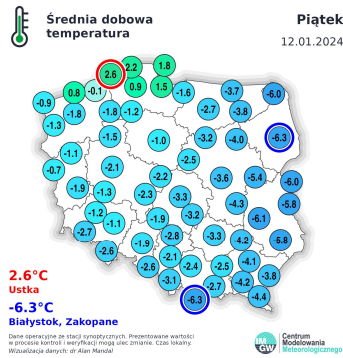 Średnia dobowa
temperatura
Piątek
12.01.2024
2.6 2.2 1.8
0.8 -0.1 0.9 1.5 -1.6 -3.7 -6.0
-0.9 -1.8 -1.8 -1.2 -2.7 -3.8
-1.3 -1.5 -1.0 -3.2 -4.0 -6.3
-1.1 -2.5
-0.7 -2.1 -2.2 -3.6 -5.4 -6.0
-1.9 -1.3 -2.3 -3.3 -4.3 -5.8
-1.2 -1.1 -1.9 -3.2 -6.1
-2.7 -2.8 -3.3 -4.2 -5.8
-2.6 -1.9 -2.1 -4.1
-2.6 -2.4 -2.5 -3.8
-3.1 -2.7 -4.2
-6.3 -4.4
2.6°C
Ustka
-6.3°C
Białystok, Zakopane
Dane operacyjne ze stacji synoptycznych. Prezentowane wartości
w procesie kontroli i weryfikacji mogą ulec zmianie. Czas lokalny.
Wizualizacja danych: dr Alan Mandal
IM
GW
Centrum
Modelowania
Meteorologicznego